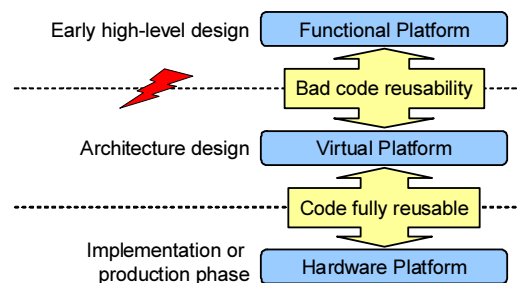 Early high-level design
Functional Platform
Bad code reusability
Architecture design
Virtual Platform
Code fully reusable
Implementation or
production phase
Hardware Platform